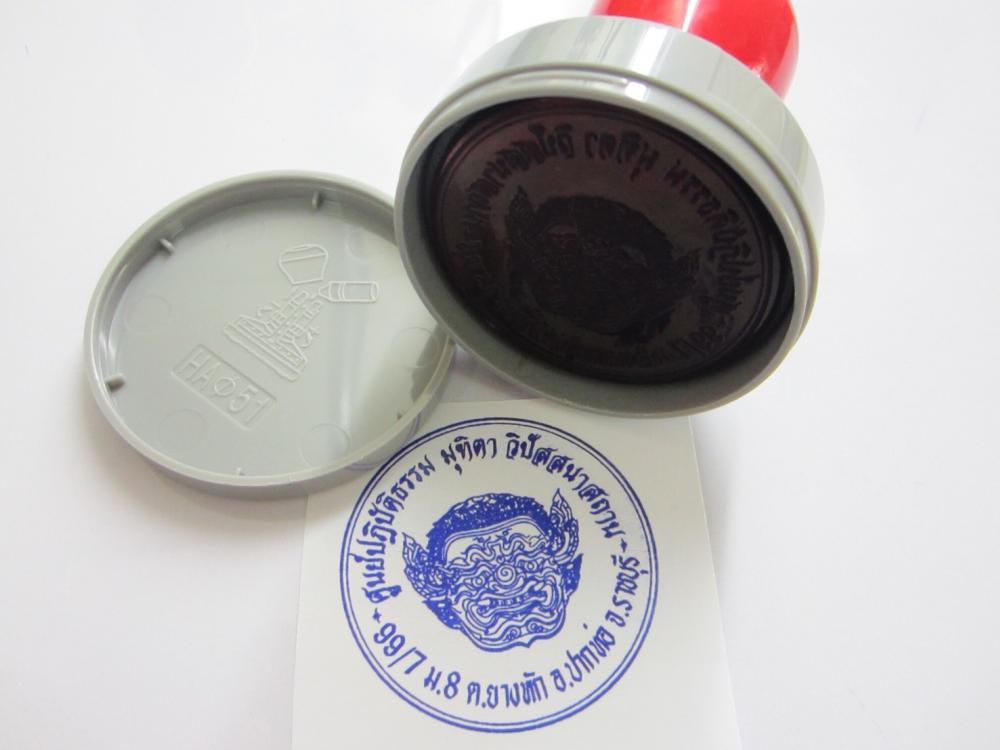 ศูนย์ปฏิบัติธรรม มุทิตา วิปัสสนาสถาน
99/7 ม.8 ต.ยางหัก อ.ปากท่อ จ.ราชบุรี
HAΦ51